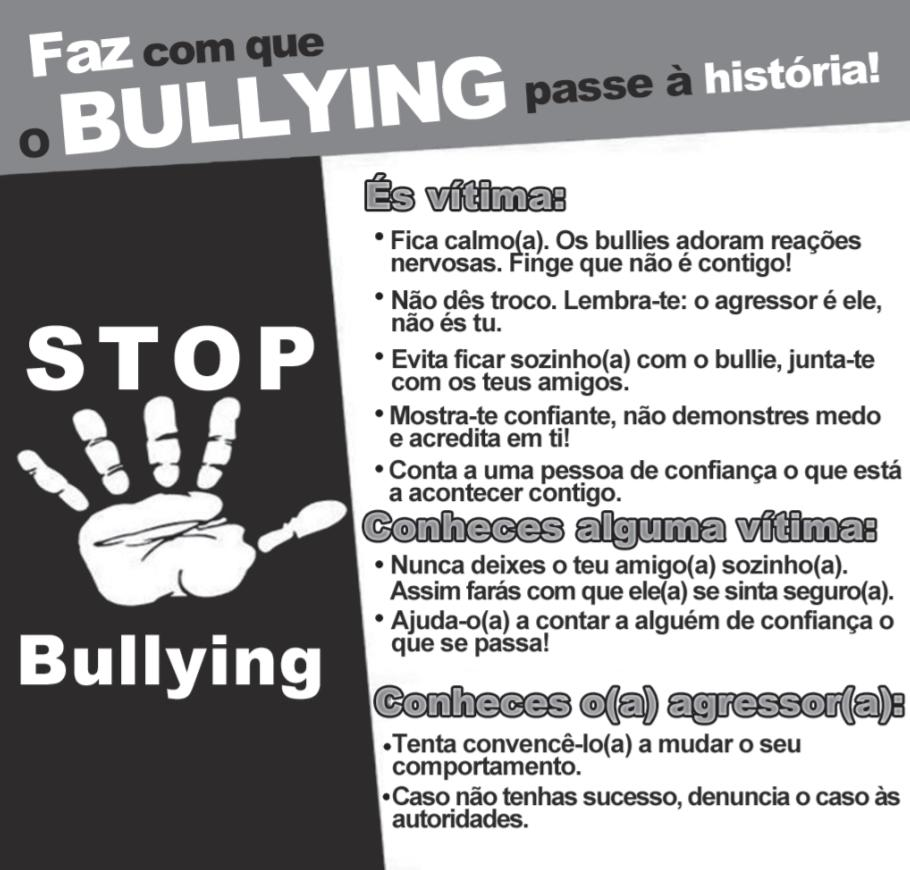 Faz com que
o BULLYING passe à história!
STOP
Bullying
És vítima:
• Fica calmo(a). Os bullies adoram reações
nervosas. Finge que não é contigo!
• Não dês troco. Lembra-te: o agressor é ele,
não és tu.
• Evita ficar sozinho(a) com o bullie, junta-te
com os teus amigos.
• Mostra-te confiante, não demonstres medo
e acredita em ti!
• Conta a uma pessoa de confiança o que está
a acontecer contigo.
Conheces alguma vítima:
• Nunca deixes o teu amigo(a) sozinho(a).
Assim farás com que ele(a) se sinta seguro(a).
• Ajuda-o(a) a contar a alguém de confiança o
que se passa!
Conheces o(a) agressor(a):
•Tenta convencê-lo(a) a mudar o seu
comportamento.
•Caso não tenhas sucesso, denuncia o caso às
autoridades.